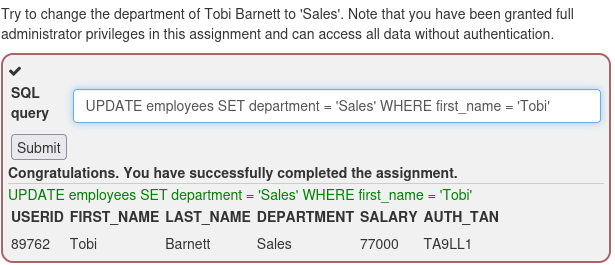 Try to change the department of Tobi Barnett to 'Sales'. Note that you have been granted full
administrator privileges in this assignment and can access all data without authentication.
SQL
query
UPDATE employees SET department = 'Sales' WHERE first_name = 'Tobi'
Submit
Congratulations. You have successfully completed the assignment.
UPDATE employees SET department = 'Sales' WHERE first_name = 'Tobi'
USERID FIRST_NAME LAST_NAME DEPARTMENT SALARY AUTH_TAN
89762 Tobi Barnett Sales 77000 TA9LL1